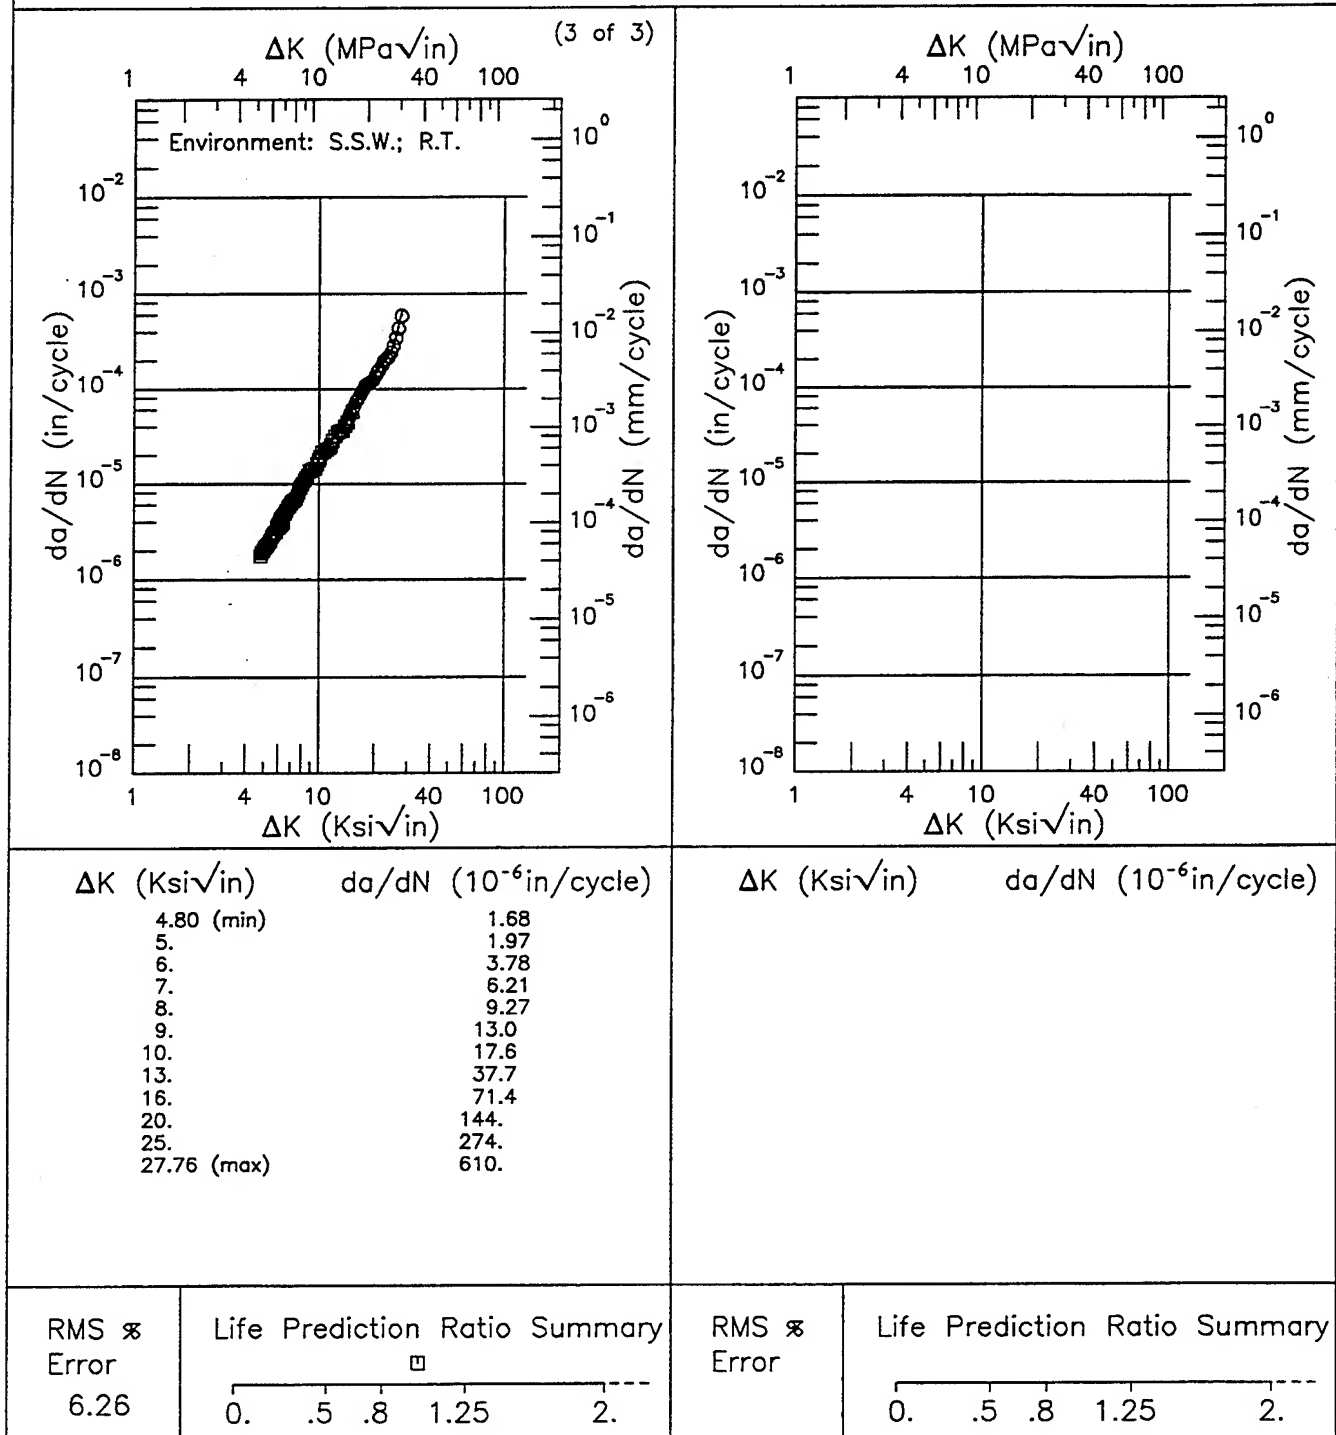 (3 of 3)
ΔK (MPa√in)
1 4 10 40 100
Environment: S.S.W.; R.T.
da/dN (in/cycle)
10⁻²
10⁻³
10⁻⁴
10⁻⁵
10⁻⁶
10⁻⁷
10⁻⁸
10⁰
10⁻¹
10⁻²
10⁻³
10⁻⁴
10⁻⁵
10⁻⁶
da/dN (mm/cycle)
1 4 10 40 100
ΔK (Ksi√in)
ΔK (MPa√in)
1 4 10 40 100
da/dN (in/cycle)
10⁻²
10⁻³
10⁻⁴
10⁻⁵
10⁻⁶
10⁻⁷
10⁻⁸
10⁰
10⁻¹
10⁻²
10⁻³
10⁻⁴
10⁻⁵
10⁻⁶
da/dN (mm/cycle)
1 4 10 40 100
ΔK (Ksi√in)
ΔK (Ksi√in) da/dN (10⁻⁶in/cycle)
4.80 (min) 1.68
5. 1.97
6. 3.78
7. 6.21
8. 9.27
9. 13.0
10. 17.6
13. 37.7
16. 71.4
20. 144.
25. 274.
27.76 (max) 610.
ΔK (Ksi√in) da/dN (10⁻⁶in/cycle)
RMS %
Error
6.26
Life Prediction Ratio Summary
0. .5 .8 1.25 2.
RMS %
Error
Life Prediction Ratio Summary
0. .5 .8 1.25 2.